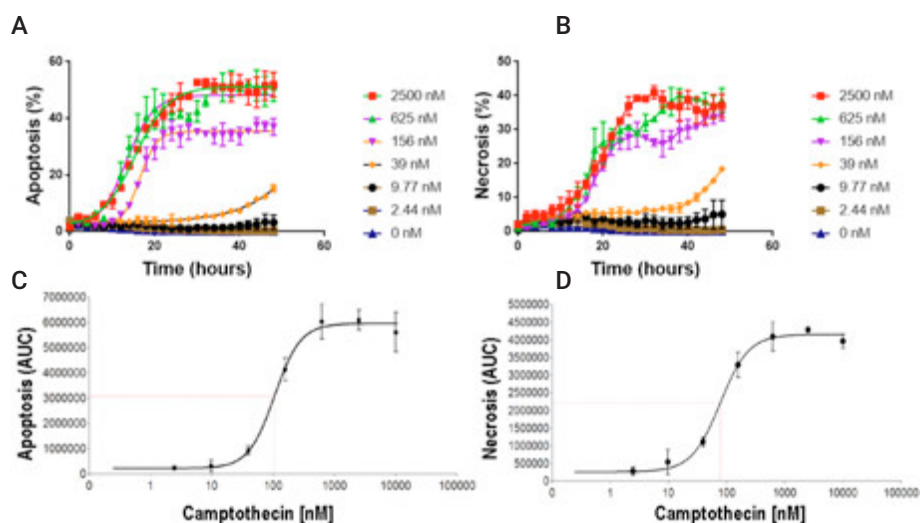 A
B
Apoptosis (%)
60
40
20
0
0
20
40
60
Time (hours)
2500 nM
625 nM
156 nM
39 nM
9.77 nM
2.44 nM
0 nM
Necrosis (%)
50
40
30
20
10
0
0
20
40
60
Time (hours)
2500 nM
625 nM
156 nM
39 nM
9.77 nM
2.44 nM
0 nM
C
D
Apoptosis (AUC)
7000000
6000000
5000000
4000000
3000000
2000000
1000000
0
0
1
10
100
1000
10000
100000
Camptothecin [nM]
Necrosis (AUC)
5000000
4500000
4000000
3500000
3000000
2500000
2000000
1500000
1000000
500000
0
0
1
10
100
1000
10000
100000
Camptothecin [nM]